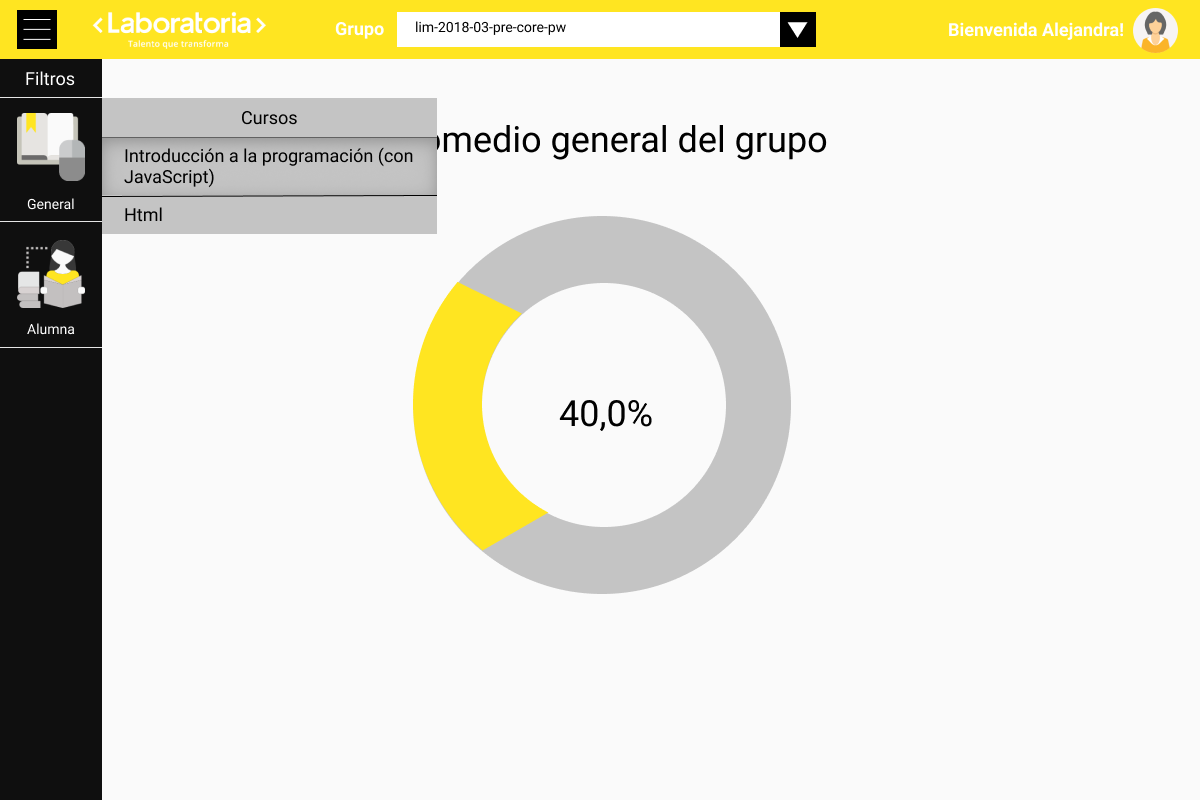 <Laboratoria>
Talento que transforma
Grupo
lim-2018-03-pre-core-pw
Bienvenida Alejandra!
Filtros
General
Alumna
Cursos
Introducción a la programación (con
JavaScript)
Html
general del grupo
40,0%